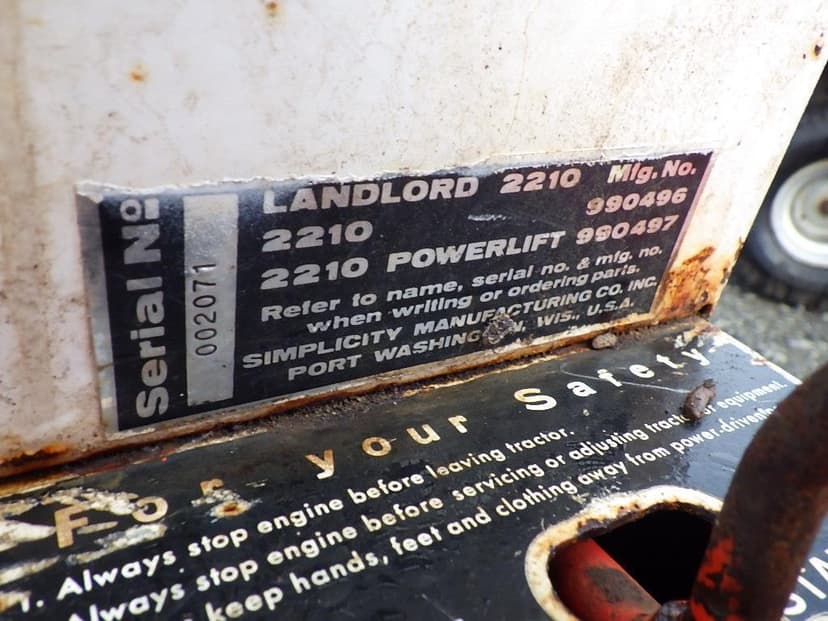 Serial No.
002071
LANDLORD 2210 Mfg. No.
2210 990496
2210 POWERLIFT 990497
Refer to name, serial no. & mfg. no.
when writing or ordering parts.
SIMPLICITY MANUFACTURING CO. INC.
PORT WASHINGTON, WIS., U.S.A.
For your Safety
1. Always stop engine before leaving tractor.
Always stop engine before servicing or adjusting tractor or equipment.
keep hands, feet and clothing away from power-driven